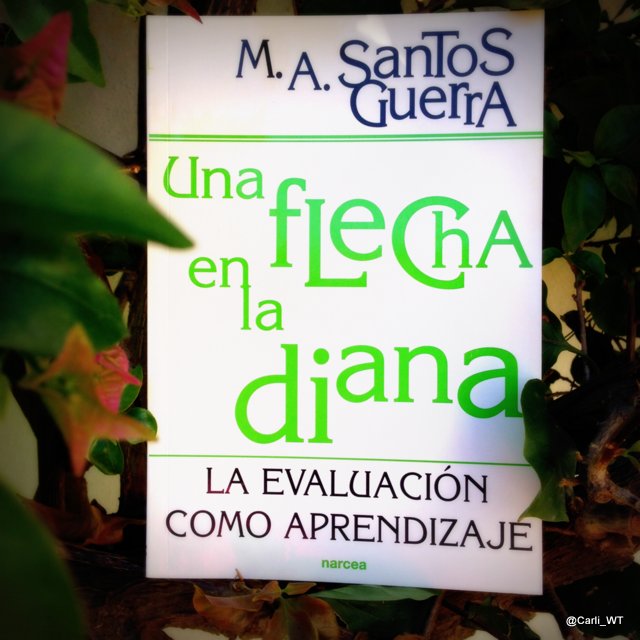 M. A. SanTOS
GuerrA
Una
fLeChA
en
la
diana
LA EVALUACIÓN
COMO APRENDIZAJE
narcea
@Carli_WT